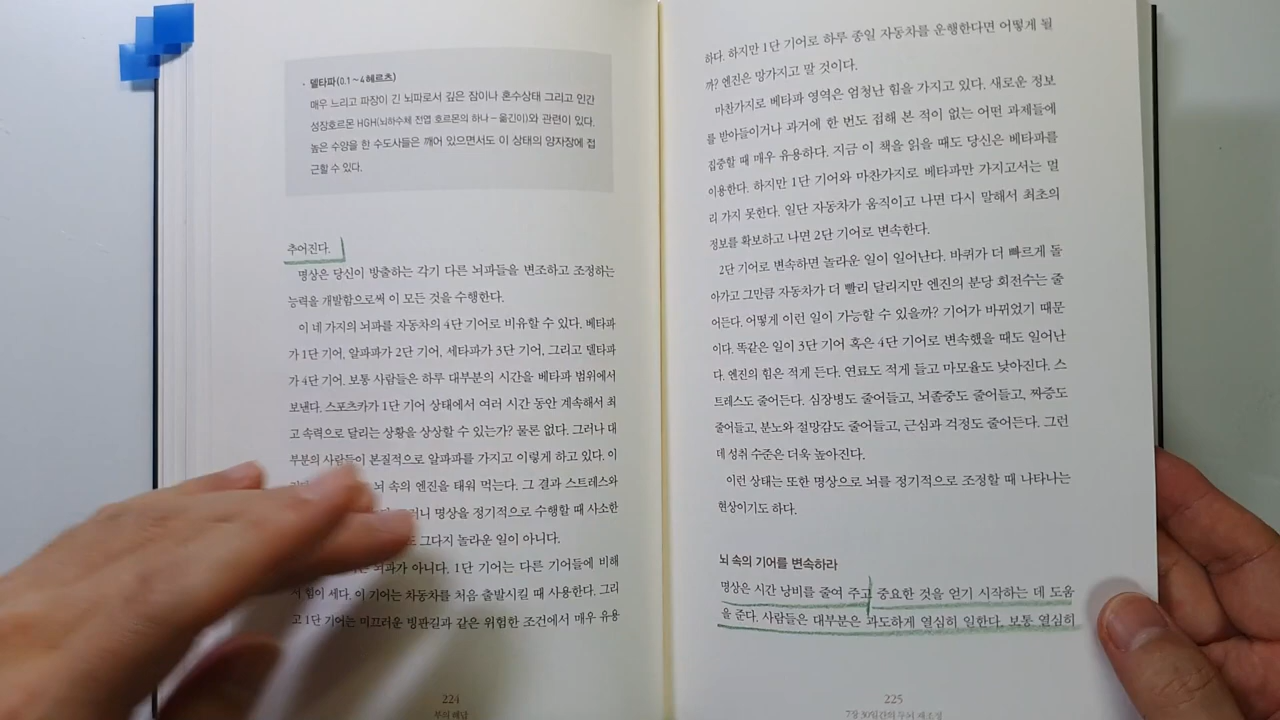 · 델타파(0.1~4헤르츠)
매우 느리고 파장이 긴 뇌파로서 깊은 잠이나 혼수상태 그리고 인간
성장호르몬 HGH(뇌하수체 전엽 호르몬의 하나-옮긴이)와 관련이 있다.
높은 수양을 한 수도사들은 깨어 있으면서도 이 상태의 양자장에 접
근할 수 있다.
추어진다.
명상은 당신이 방출하는 각기 다른 뇌파들을 변조하고 조정하는
능력을 개발함으로써 이 모든 것을 수행한다.
이 네 가지의 뇌파를 자동차의 4단 기어로 비유할 수 있다. 베타파
가 1단 기어, 알파파가 2단 기어, 세타파가 3단 기어, 그리고 델타파
가 4단 기어. 보통 사람들은 하루 대부분의 시간을 베타파 범위에서
보낸다. 스포츠카가 1단 기어 상태에서 여러 시간 동안 계속해서 최
고 속력으로 달리는 상황을 상상할 수 있는가? 물론 없다. 그러나 대
부분의 사람들이 본질적으로 알파파를 가지고 이렇게 하고 있다. 이
뇌 속의 엔진을 태워 먹는다. 그 결과 스트레스와
명상을 정기적으로 수행할 때 사소한
그다지 놀라운 일이 아니다.
뇌파가 아니다. 1단 기어는 다른 기어들에 비해
힘이 세다. 이 기어는 차동차를 처음 출발시킬 때 사용한다. 그리
고 1단 기어는 미끄러운 빙판길과 같은 위험한 조건에서 매우 유용
224
부의 해답
하다. 하지만 1단 기어로 하루 종일 자동차를 운행한다면 어떻게 될
까? 엔진은 망가지고 말 것이다.
마찬가지로 베타파 영역은 엄청난 힘을 가지고 있다. 새로운 정보
를 받아들이거나 과거에 한 번도 접해 본 적이 없는 어떤 과제들에
집중할 때 매우 유용하다. 지금 이 책을 읽을 때도 당신은 베타파를
이용한다. 하지만 1단 기어와 마찬가지로 베타파만 가지고서는 멀
리 가지 못한다. 일단 자동차가 움직이고 나면 다시 말해서 최초의
정보를 확보하고 나면 2단 기어로 변속한다.
2단 기어로 변속하면 놀라운 일이 일어난다. 바퀴가 더 빠르게 돌
아가고 그만큼 자동차가 더 빨리 달리지만 엔진의 분당 회전수는 줄
어든다. 어떻게 이런 일이 가능할 수 있을까? 기어가 바뀌었기 때문
이다. 똑같은 일이 3단 기어 혹은 4단 기어로 변속했을 때도 일어난
다. 엔진의 힘은 적게 든다. 연료도 적게 들고 마모율도 낮아진다. 스
트레스도 줄어든다. 심장병도 줄어들고, 뇌졸중도 줄어들고, 짜증도
줄어들고, 분노와 절망감도 줄어들고, 근심과 걱정도 줄어든다. 그런
데 성취 수준은 더욱 높아진다.
이런 상태는 또한 명상으로 뇌를 정기적으로 조정할 때 나타나는
현상이기도 하다.
뇌 속의 기어를 변속하라
명상은 시간 낭비를 줄여 주고 중요한 것을 얻기 시작하는 데 도움
을 준다. 사람들은 대부분은 과도하게 열심히 일한다. 보통 열심히
225